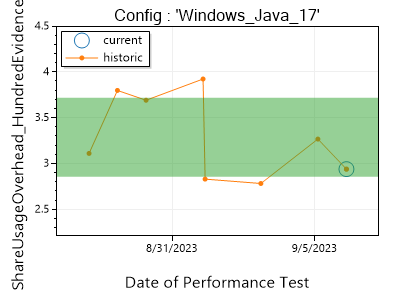 Config : 'Windows_Java_17'
current
historic
ShareUsageOverhead_HundredEvidence
4.5
4
3.5
3
2.5
8/31/2023
9/5/2023
Date of Performance Test